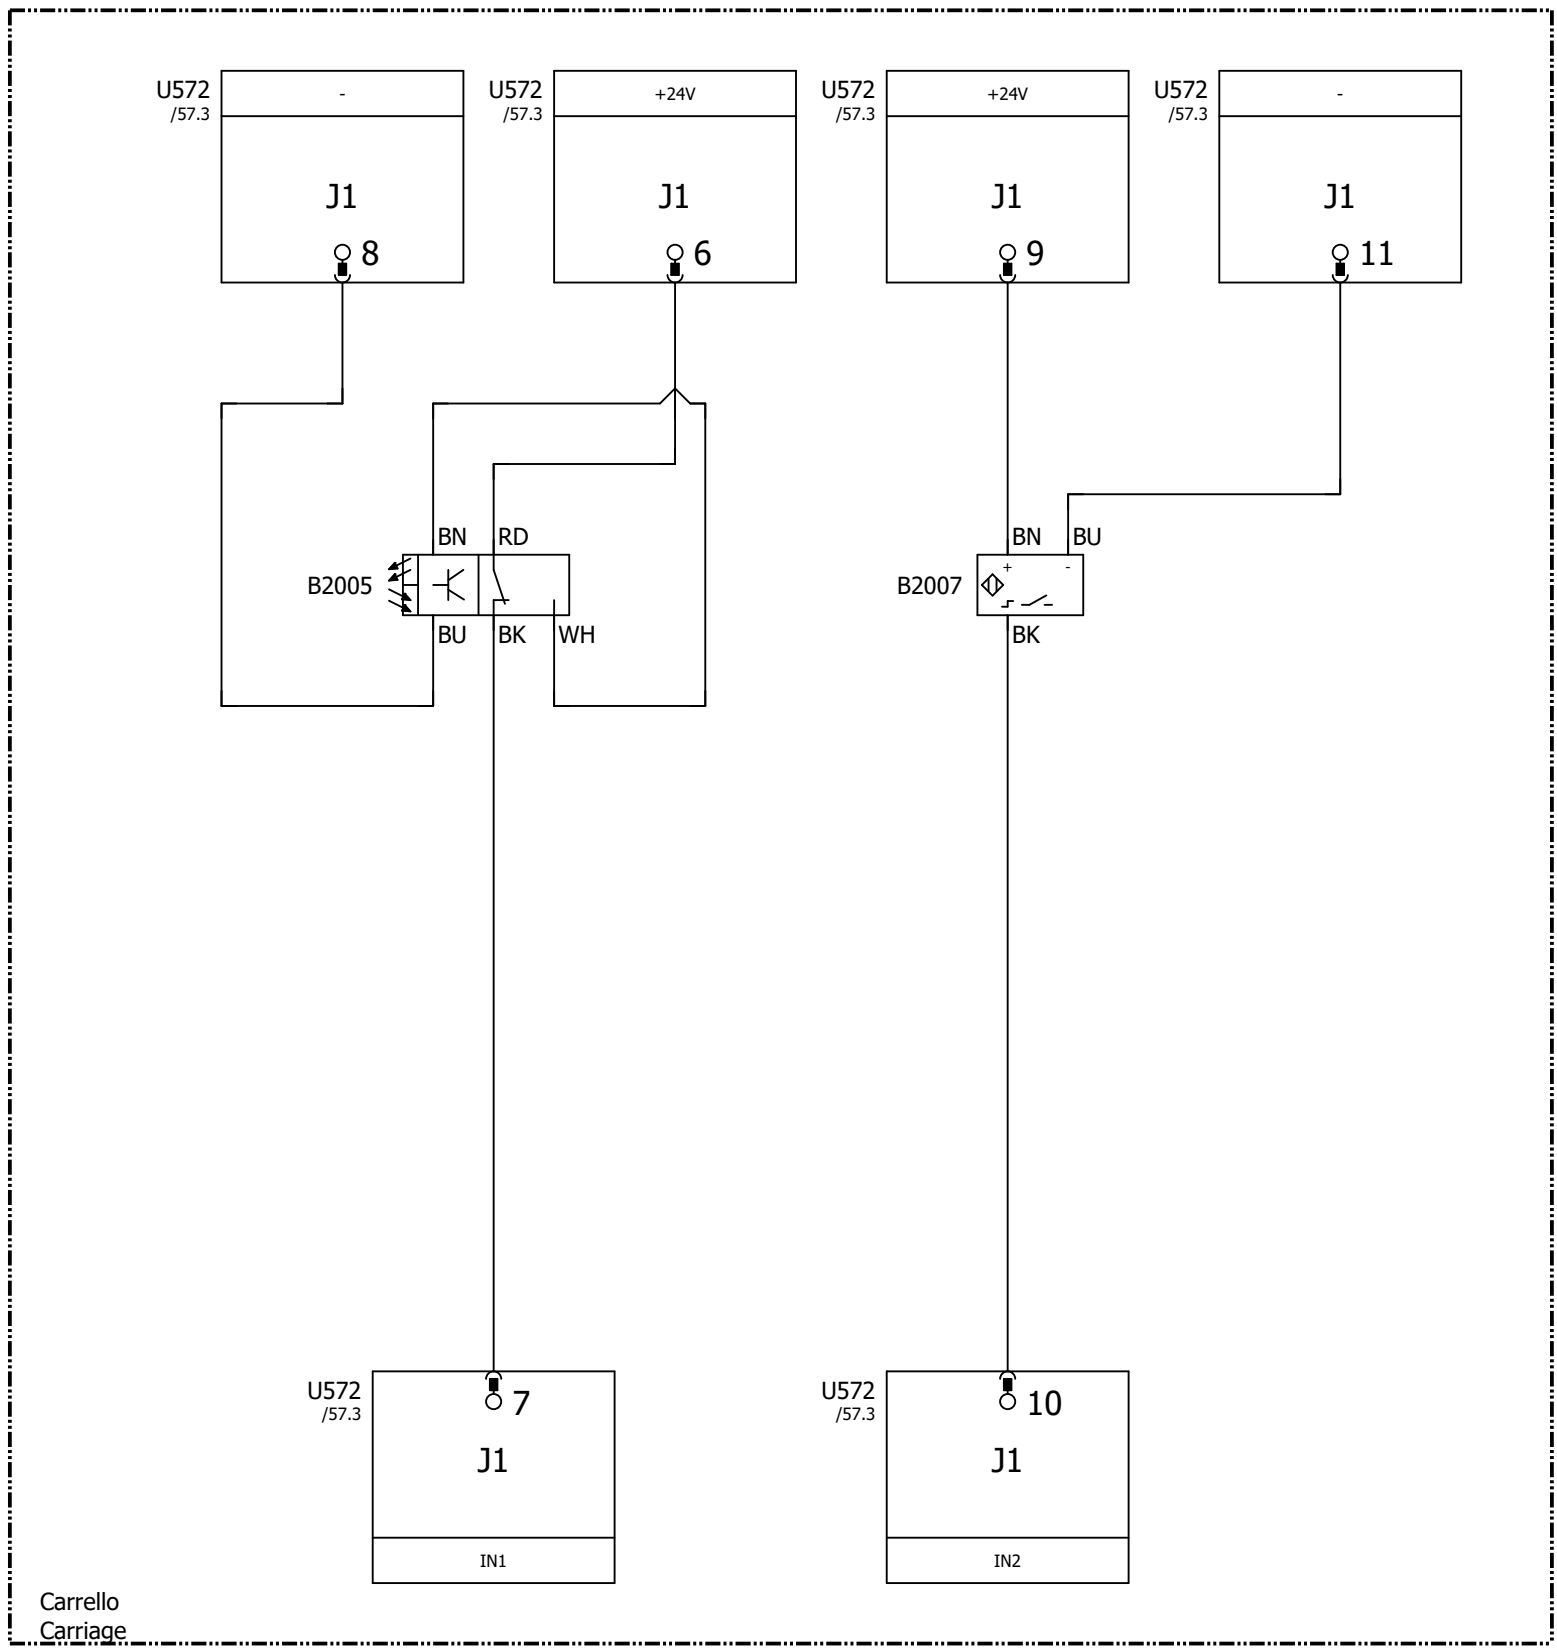 U572
/57.3
-
J1
8
U572
/57.3
+24V
J1
6
U572
/57.3
+24V
J1
9
U572
/57.3
-
J1
11
BN
RD
B2005
BU
BK
WH
BN
BU
B2007
+
-
BK
U572
/57.3
7
J1
IN1
U572
/57.3
10
J1
IN2
Carrello
Carriage